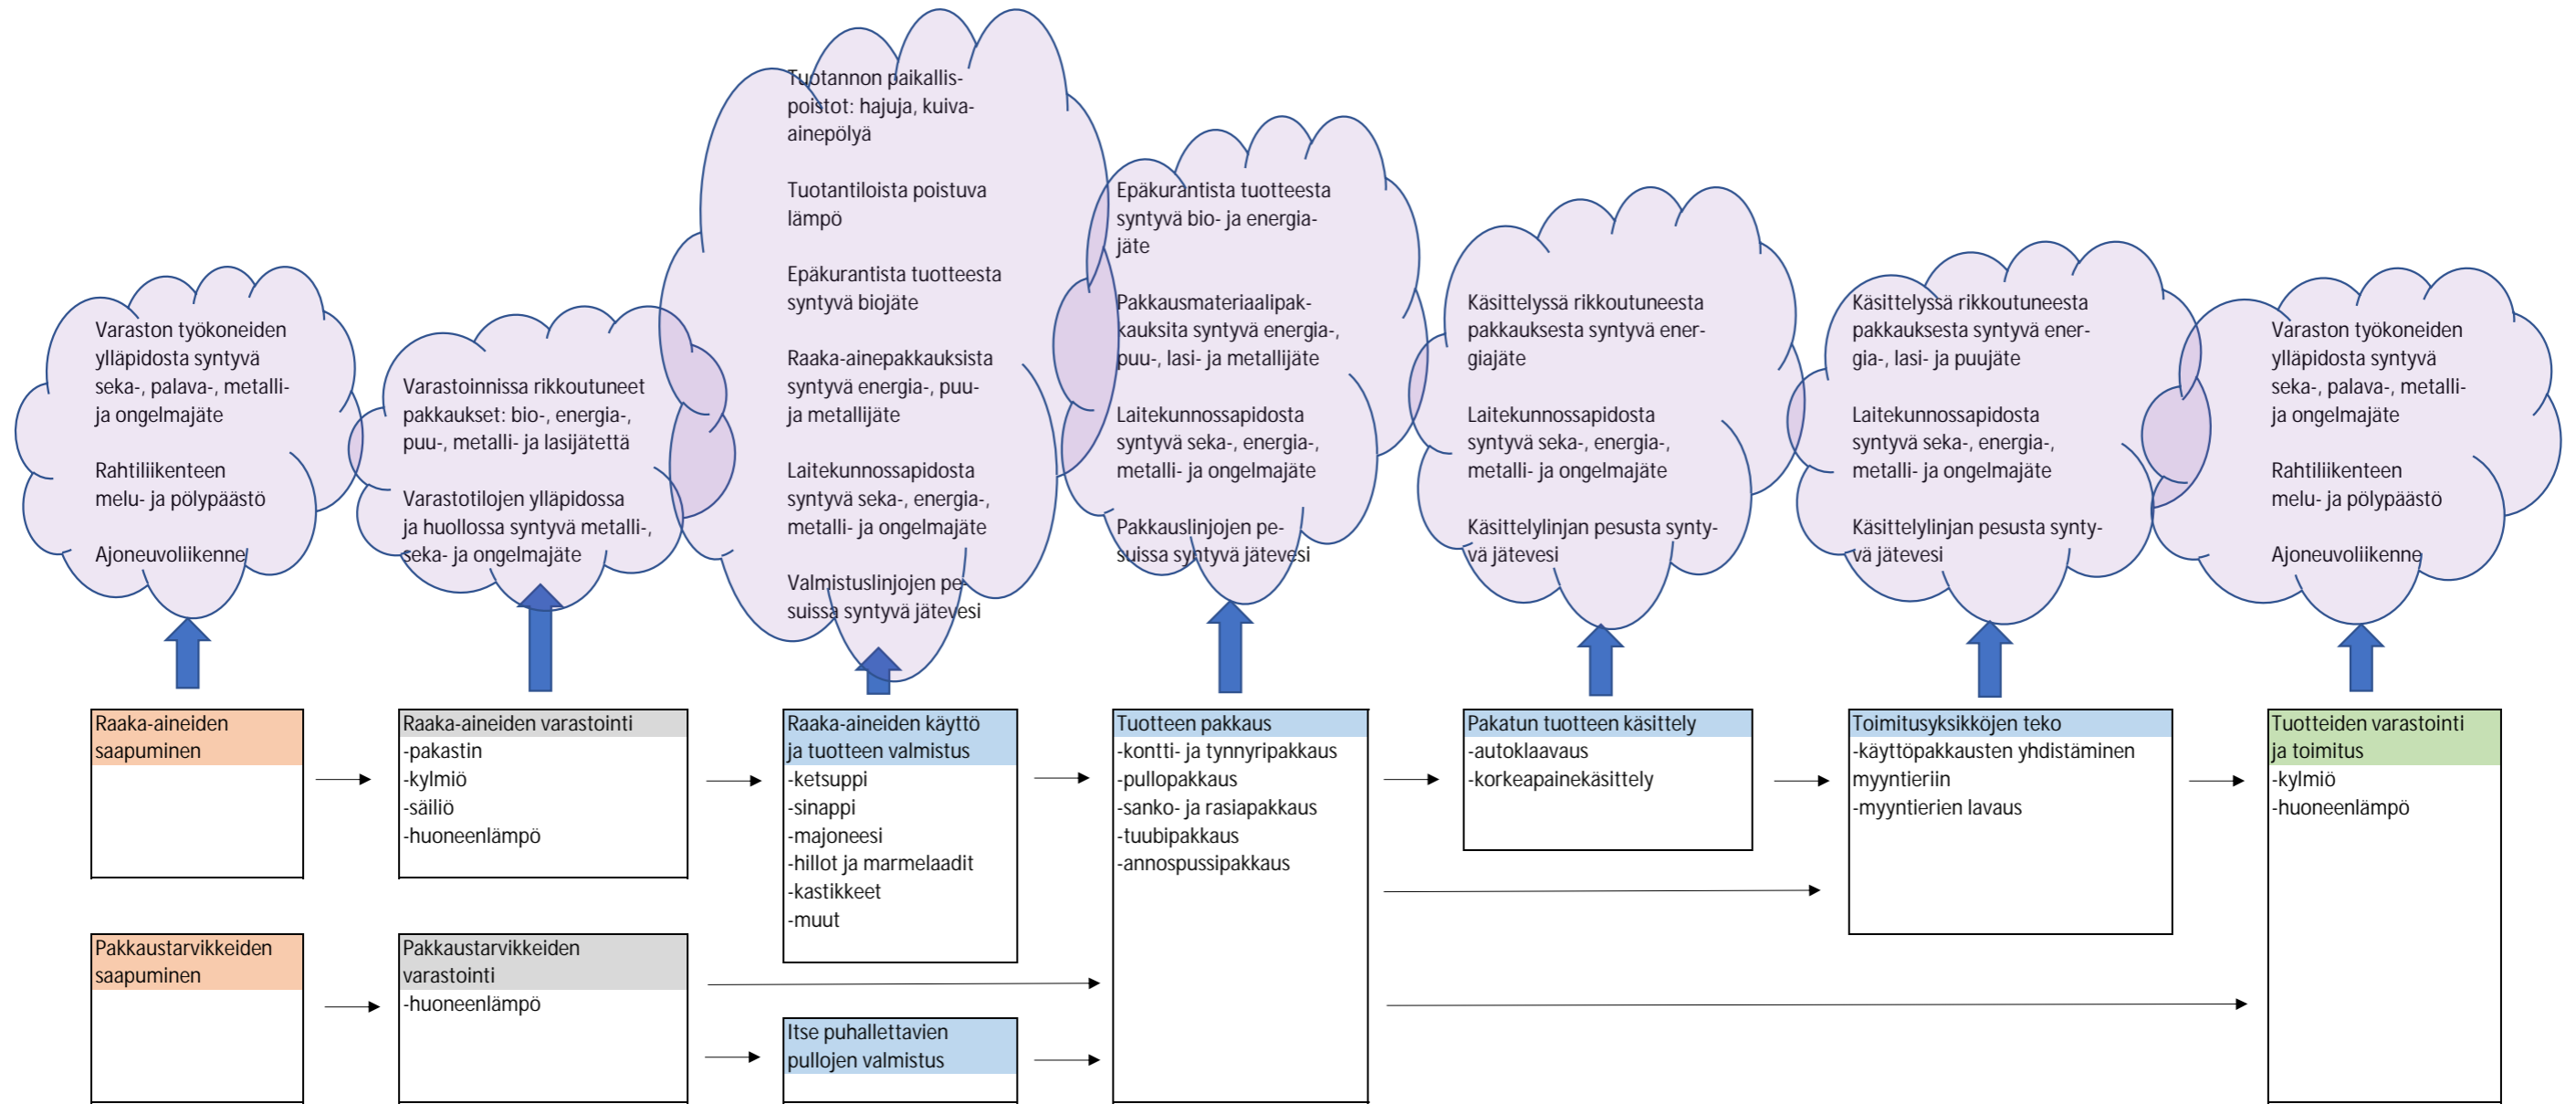 Tuotannon paikallis-
poistot: hajuja, kuiva-
ainepölyä
Tuotantiloista poistuva
lämpö
Epäkurantista tuotteesta
syntyvä biojäte
Raaka-ainepakkauksista
syntyvä energia-, puu-
ja metallijäte
Laitekunnossapidosta
syntyvä seka-, energia-,
metalli- ja ongelmajäte
Valmistuslinjojen pe-
suissa syntyvä jätevesi
Varaston työkoneiden
ylläpidosta syntyvä
seka-, palava-, metalli-
ja ongelmajäte
Rahtiliikenteen
melu- ja pölypäästö
Ajoneuvoliikenne
Varastoinnissa rikkoutuneet
pakkaukset: bio-, energia-,
puu-, metalli- ja lasijätettä
Varastotilojen ylläpidossa
ja huollossa syntyvä metalli-,
seka- ja ongelmajäte
Epäkurantista tuotteesta
syntyvä bio- ja energia-
jäte
Pakkausmateriaalipak-
kauksita syntyvä energia-,
puu-, lasi- ja metallijäte
Laitekunnossapidosta
syntyvä seka-, energia-,
metalli- ja ongelmajäte
Pakkauslinjojen pe-
suissa syntyvä jätevesi
Käsittelyssä rikkoutuneesta
pakkauksesta syntyvä ener-
giajäte
Laitekunnossapidosta
syntyvä seka-, energia-,
metalli- ja ongelmajäte
Käsittelylinjan pesusta synty-
vä jätevesi
Käsittelyssä rikkoutuneesta
pakkauksesta syntyvä ener-
gia-, lasi- ja puujäte
Laitekunnossapidosta
syntyvä seka-, energia-,
metalli- ja ongelmajäte
Käsittelylinjan pesusta synty-
vä jätevesi
Varaston työkoneiden
ylläpidosta syntyvä
seka-, palava-, metalli-
ja ongelmajäte
Rahtiliikenteen
melu- ja pölypäästö
Ajoneuvoliikenne
Raaka-aineiden
saapuminen
Raaka-aineiden varastointi
-pakastin
-kylmiö
-säiliö
-huoneenlämpö
Raaka-aineiden käyttö
ja tuotteen valmistus
-ketsuppi
-sinappi
-majoneesi
-hillot ja marmelaadit
-kastikkeet
-muut
Tuotteen pakkaus
-kontti- ja tynnyripakkaus
-pullopakkaus
-sanko- ja rasiapakkaus
-tuubipakkaus
-annospussipakkaus
Pakatun tuotteen käsittely
-autoklaavaus
-korkeapainekäsittely
Toimitusyksikköjen teko
-käyttöpakkausten yhdistäminen
myyntieriin
-myyntierien lavaus
Tuotteiden varastointi
ja toimitus
-kylmiö
-huoneenlämpö
Pakkaustarvikkeiden
saapuminen
Pakkaustarvikkeiden
varastointi
-huoneenlämpö
Itse puhallettavien
pullojen valmistus